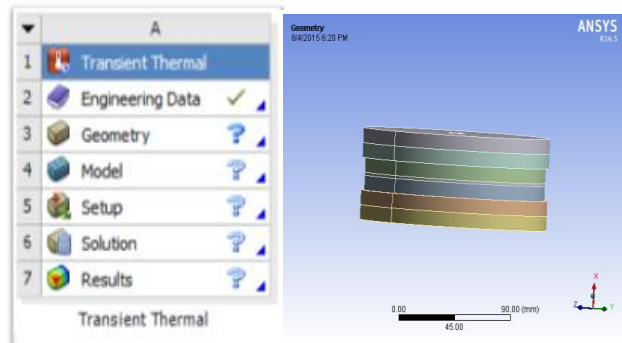 A
1 Transient Thermal
2 Engineering Data
3 Geometry
4 Model
5 Setup
6 Solution
7 Results
Transient Thermal
Geometry
8/4/2015 6:20 PM
ANSYS
R14.5
X
Z
Y
0.00 90.00 (mm)
45.00